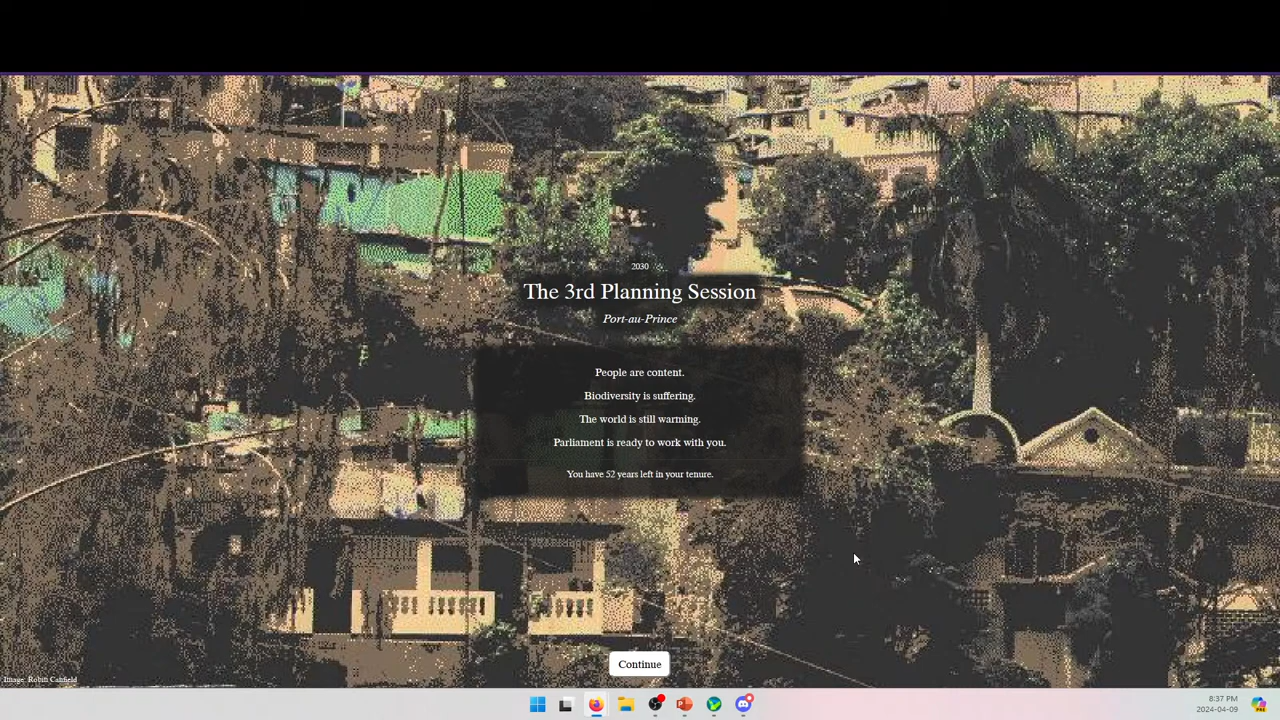 2030
The 3rd Planning Session
Port-au-Prince
People are content.
Biodiversity is suffering.
The world is still warming.
Parliament is ready to work with you.
You have 52 years left in your tenure.
Continue
Image: Robin Canfield
8:37 PM
2024-04-09